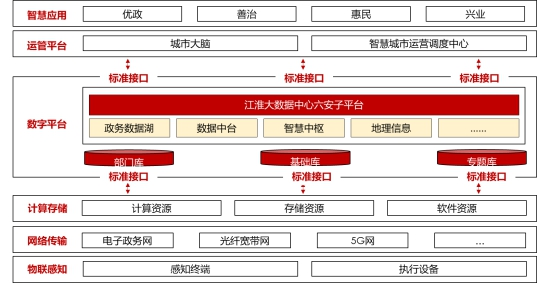 智慧应用 优政 善治 惠民 兴业
运管平台 城市大脑 智慧城市运营调度中心
标准接口 标准接口 标准接口
江淮大数据中心六安子平台
数字平台 政务数据湖 数据中台 智慧中枢 地理信息 ......
部门库 基础库 专题库
标准接口 标准接口 标准接口
计算存储 计算资源 存储资源 软件资源
网络传输 电子政务网 光纤宽带网 5G网 ...
物联感知 感知终端 执行设备